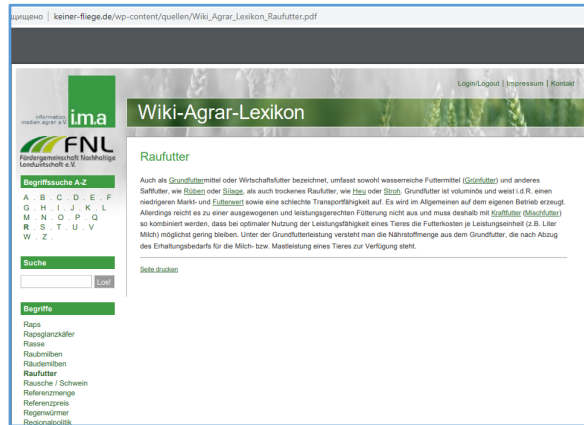 щищено | keiner-fliege.de/wp-content/quellen/Wiki_Agrar_Lexikon_Raufutter.pdf
Login/Logout | Impressum | Kontakt
information.
medien.agrar e.V.
i.m.a
Wiki-Agrar-Lexikon
FNL
Fördergemeinschaft Nachhaltige
Landwirtschaft e.V.
Begriffssuche A-Z
A . B . C . D . E . F
G . H . I . J . K . L
M . N . O . P . Q
R . S . T . U . V
W . Z .
Suche
Los!
Begriffe
Raps
Rapsglanzkäfer
Rasse
Raubmilben
Räudemilben
Raufutter
Rausche / Schwein
Referenzmenge
Referenzpreis
Regenwürmer
Regionalpolitik
Raufutter
Auch als Grundfuttermittel oder Wirtschaftsfutter bezeichnet, umfasst sowohl wasserreiche Futtermittel (Grünfutter) und anderes
Saftfutter, wie Rüben oder Silage, als auch trockenes Raufutter, wie Heu oder Stroh. Grundfutter ist voluminös und weist i.d.R. einen
niedrigeren Markt- und Futterwert sowie eine schlechte Transportfähigkeit auf. Es wird im Allgemeinen auf dem eigenen Betrieb erzeugt.
Allerdings reicht es zu einer ausgewogenen und leistungsgerechten Fütterung nicht aus und muss deshalb mit Kraftfutter (Mischfutter)
so kombiniert werden, dass bei optimaler Nutzung der Leistungsfähigkeit eines Tieres die Futterkosten je Leistungseinheit (z.B. Liter
Milch) möglichst gering bleiben. Unter der Grundfutterleistung versteht man die Nährstoffmenge aus dem Grundfutter, die nach Abzug
des Erhaltungsbedarfs für die Milch- bzw. Mastleistung eines Tieres zur Verfügung steht.
Seite drucken